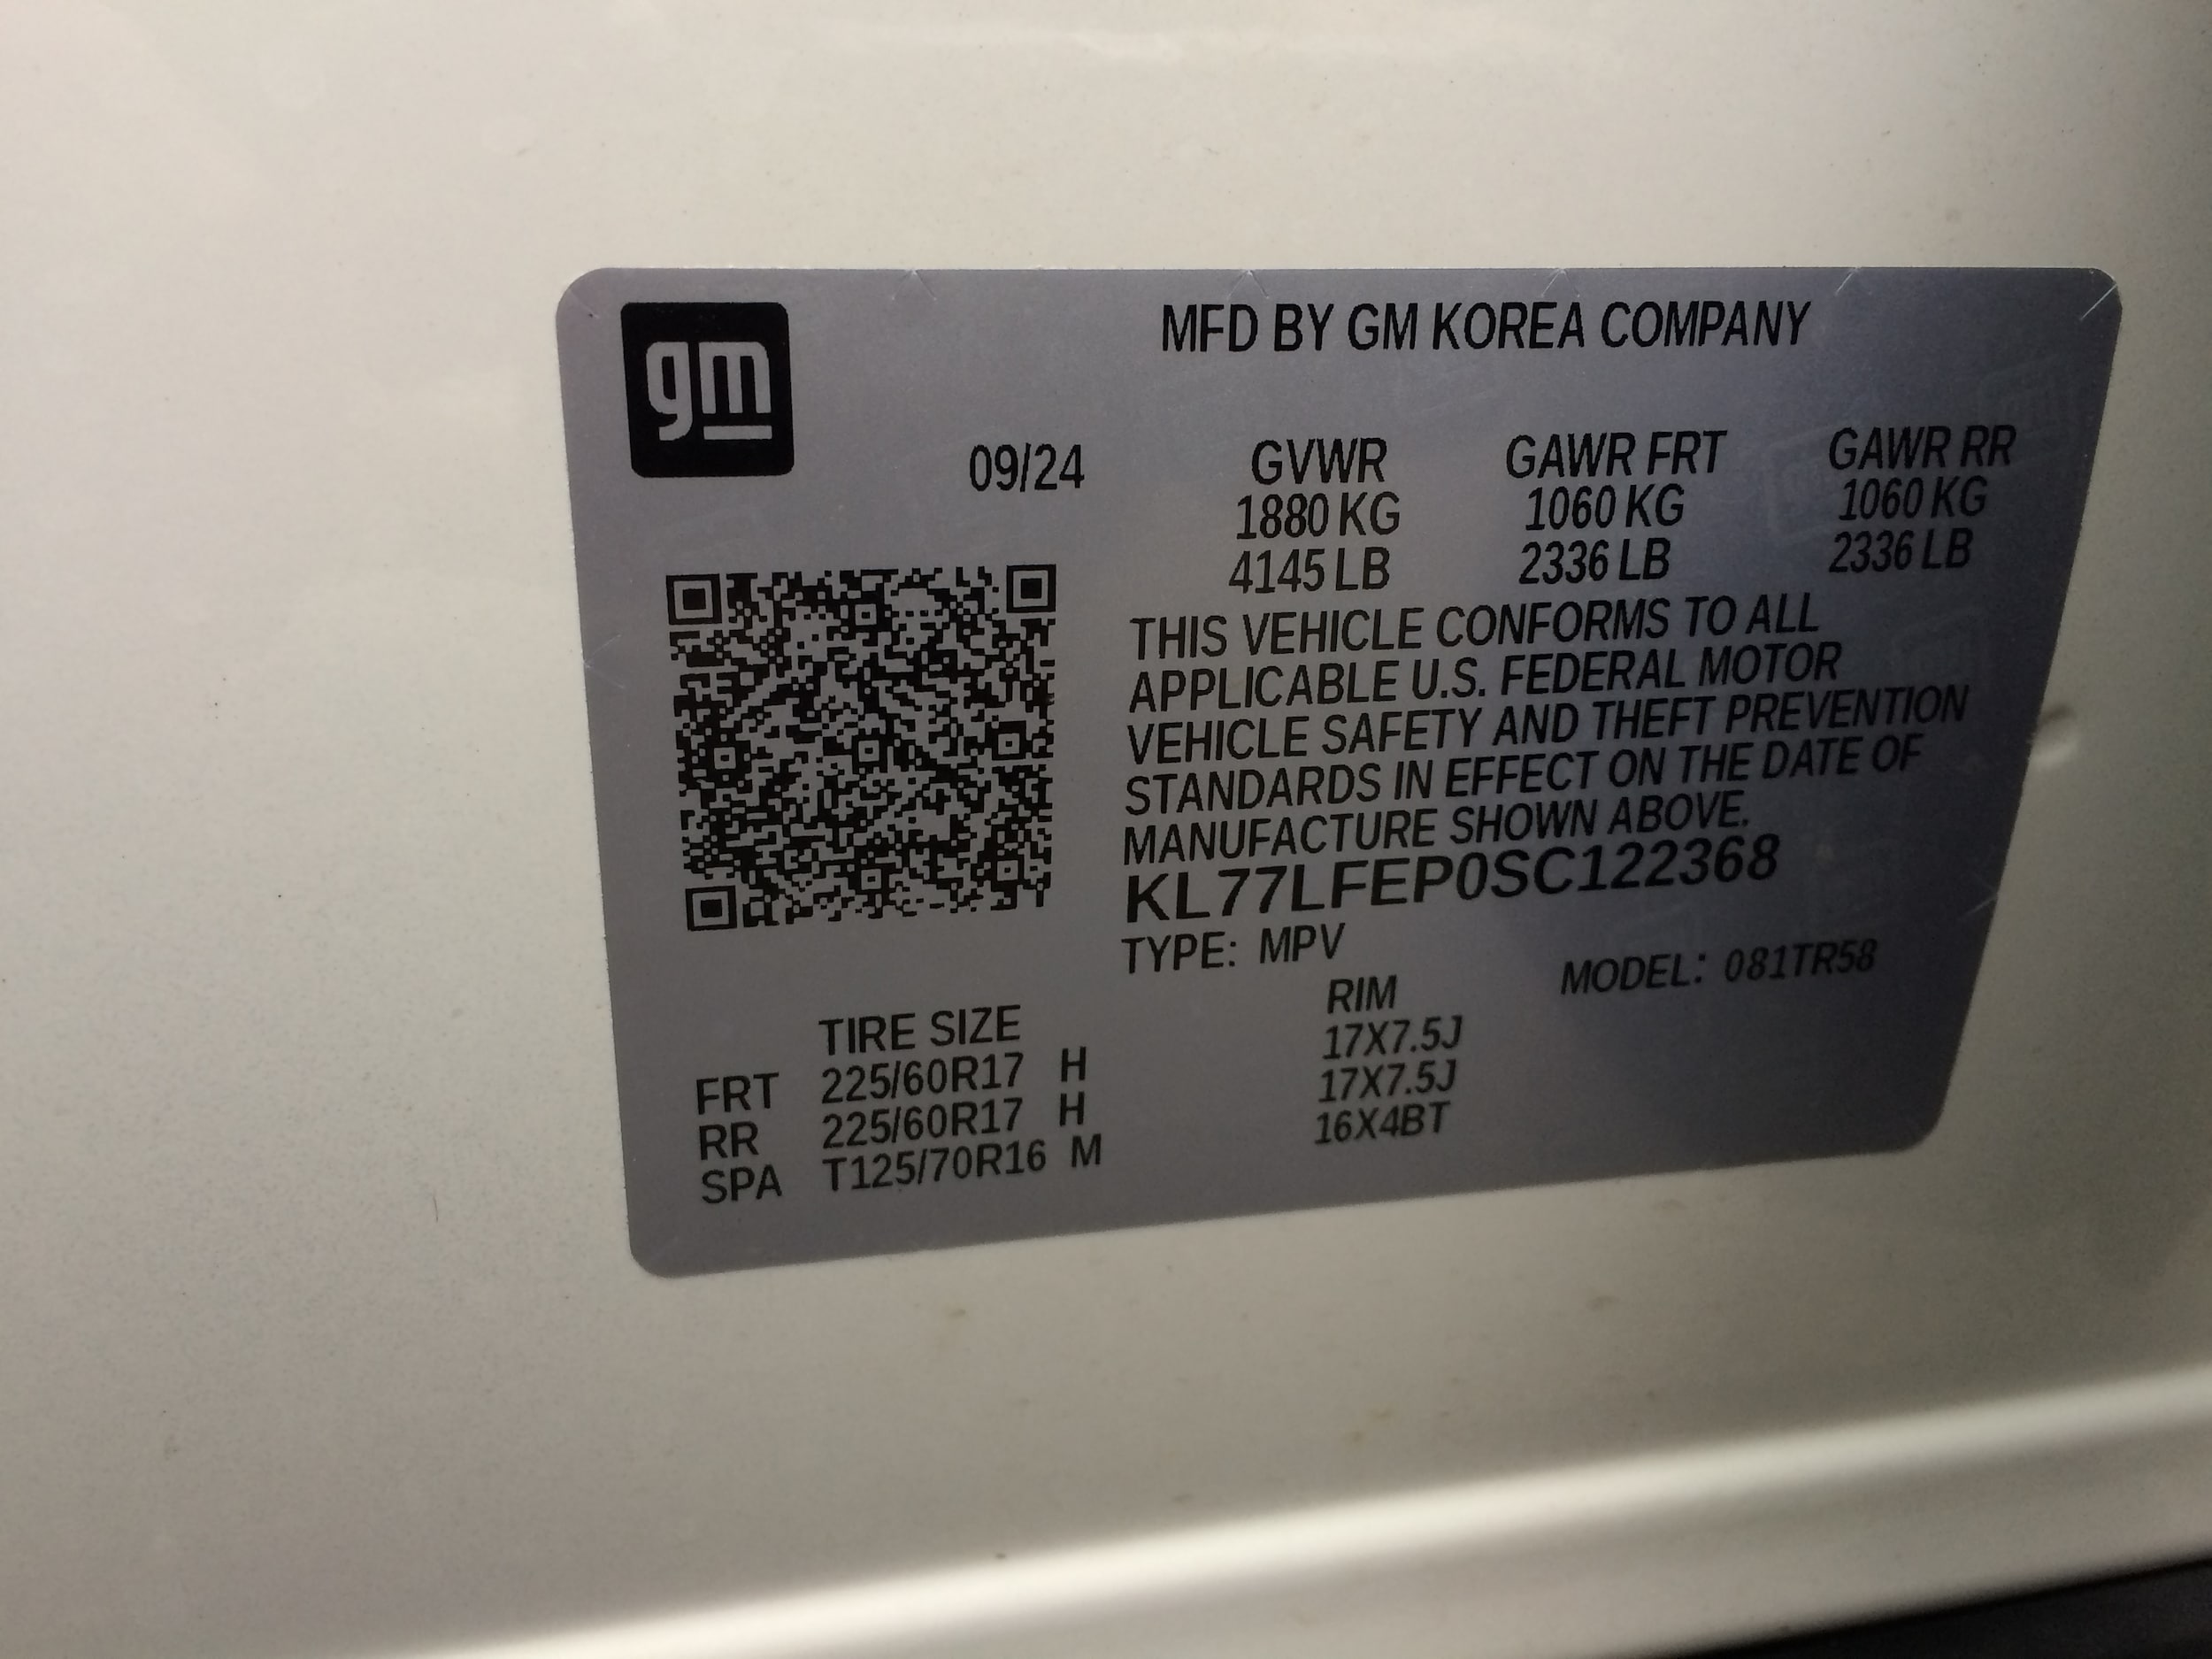 gm
MFD BY GM KOREA COMPANY
09/24 GVWR GAWR FRT GAWR RR
1880 KG 1060 KG 1060 KG
4145 LB 2336 LB 2336 LB
THIS VEHICLE CONFORMS TO ALL
APPLICABLE U.S. FEDERAL MOTOR
VEHICLE SAFETY AND THEFT PREVENTION
STANDARDS IN EFFECT ON THE DATE OF
MANUFACTURE SHOWN ABOVE.
KL77LFEP0SC122368
TYPE: MPV MODEL: 081TR58
TIRE SIZE RIM
FRT 225/60R17 H 17X7.5J
RR 225/60R17 H 17X7.5J
SPA T125/70R16 M 16X4BT